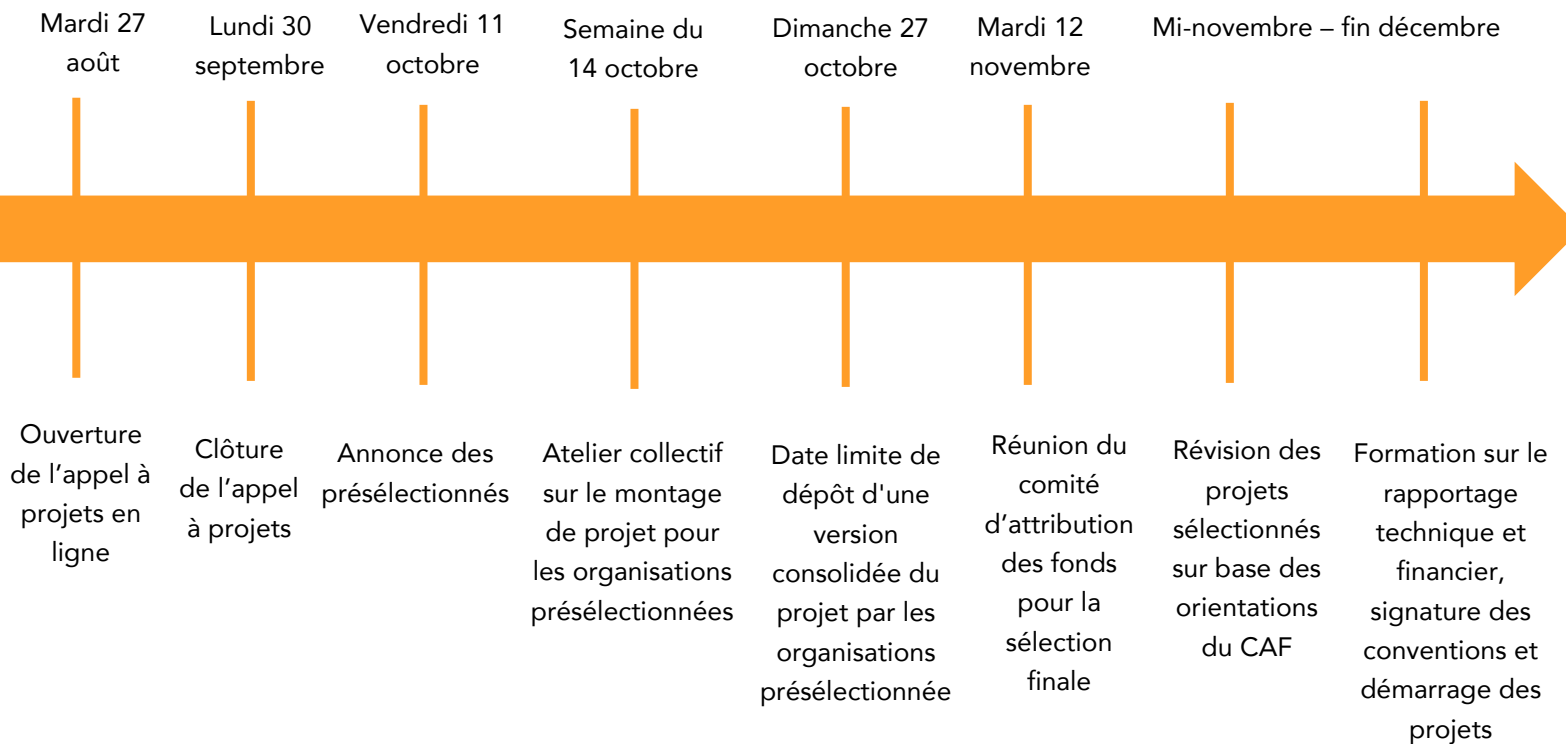 Mardi 27
août
Lundi 30
septembre
Vendredi 11
octobre
Semaine du
14 octobre
Dimanche 27
octobre
Mardi 12
novembre
Mi-novembre – fin décembre
Ouverture
de l’appel à
projets en
ligne
Clôture
de l’appel
à projets
Annonce des
présélectionnés
Atelier collectif
sur le montage
de projet pour
les organisations
présélectionnées
Date limite de
dépôt d'une
version
consolidée du
projet par les
organisations
présélectionnée
Réunion du
comité
d’attribution
des fonds
pour la
sélection
finale
Révision des
projets
sélectionnés
sur base des
orientations
du CAF
Formation sur le
rapportage
technique et
financier,
signature des
conventions et
démarrage des
projets